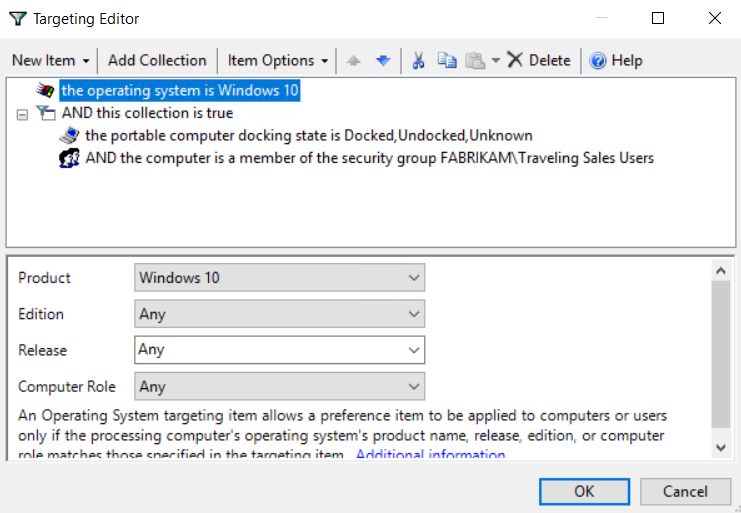 Targeting Editor
New Item Add Collection Item Options Delete Help
the operating system is Windows 10
AND this collection is true
the portable computer docking state is Docked,Undocked,Unknown
AND the computer is a member of the security group FABRIKAM\Traveling Sales Users
Product Windows 10
Edition Any
Release Any
Computer Role Any
An Operating System targeting item allows a preference item to be applied to computers or users
only if the processing computer's operating system's product name, release, edition, or computer
role matches those specified in the targeting item. Additional information
OK Cancel